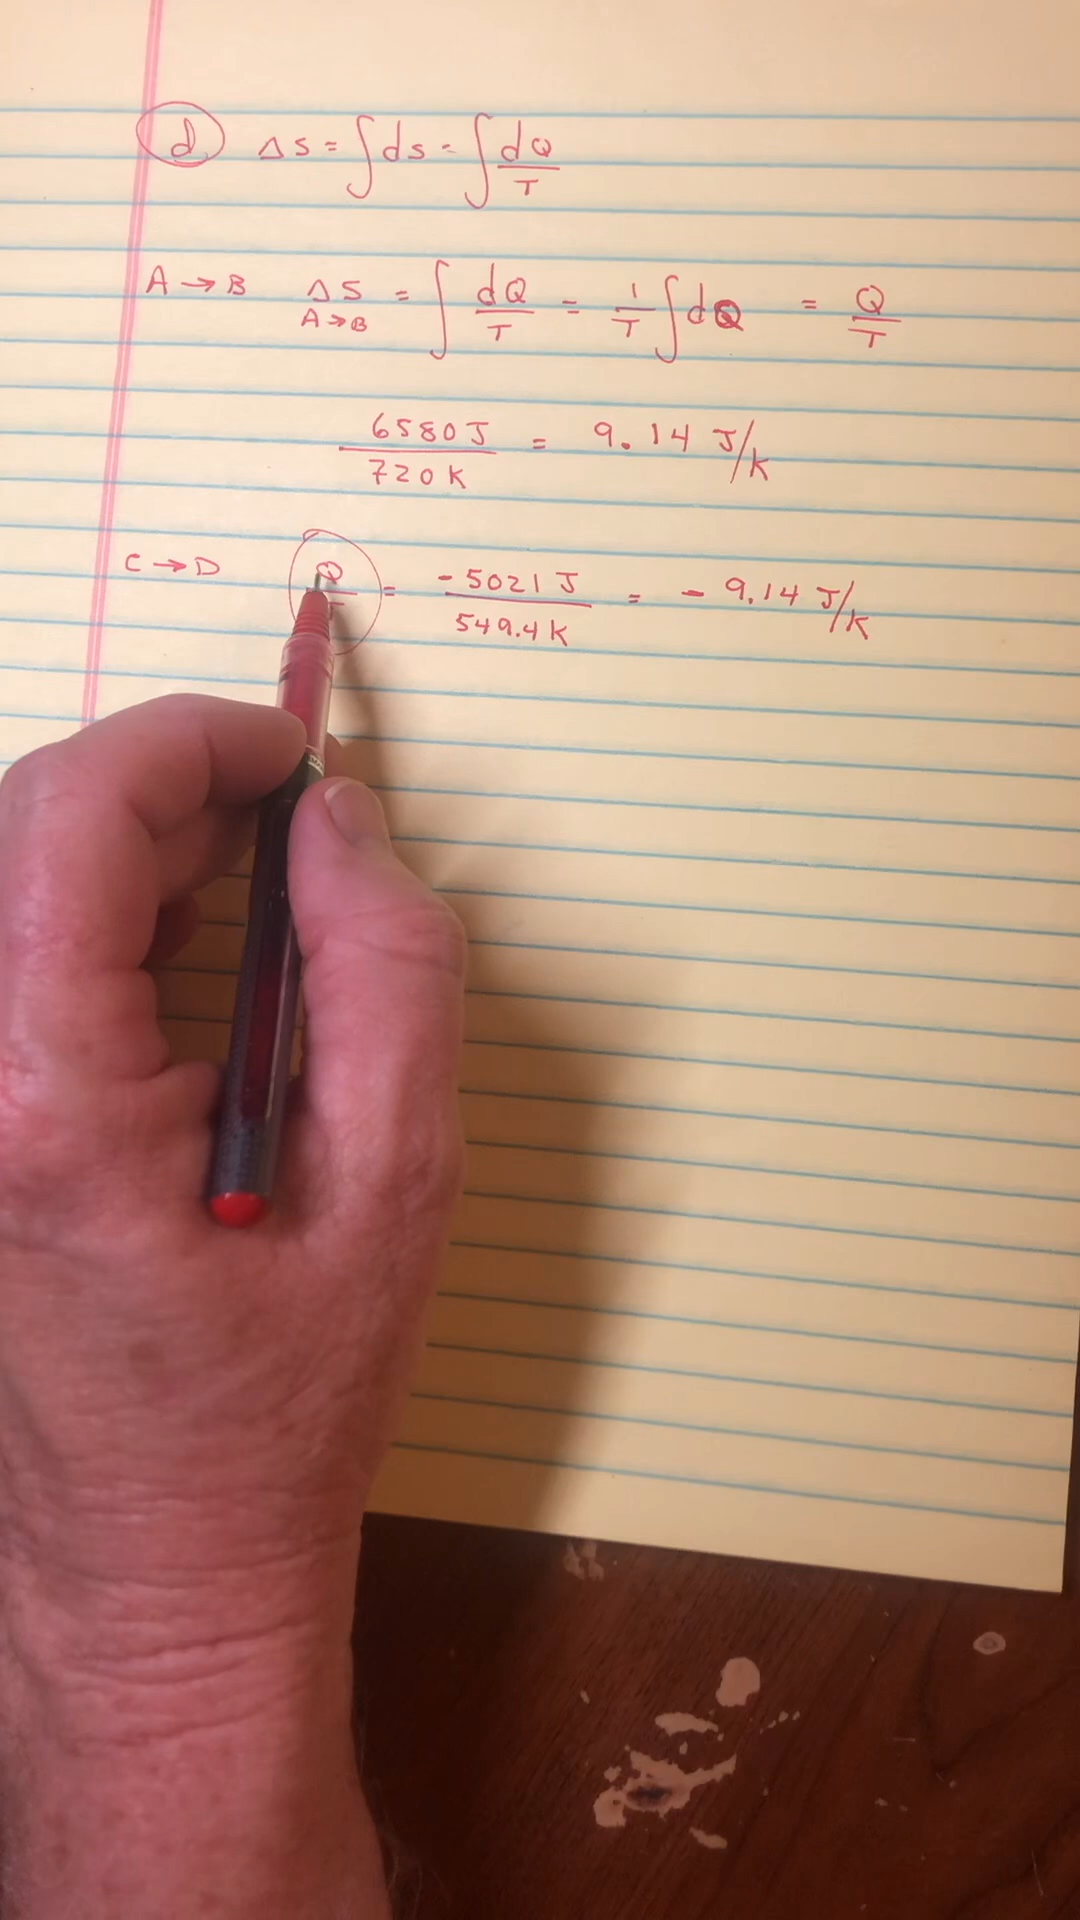 d ΔS = ∫ds = ∫dQ/T
A → B ΔS A→B = ∫dQ/T = 1/T ∫dQ = Q/T
6580 J / 720 K = 9.14 J/K
C → D Q = -5021 J / 549.4 K = - 9.14 J/K